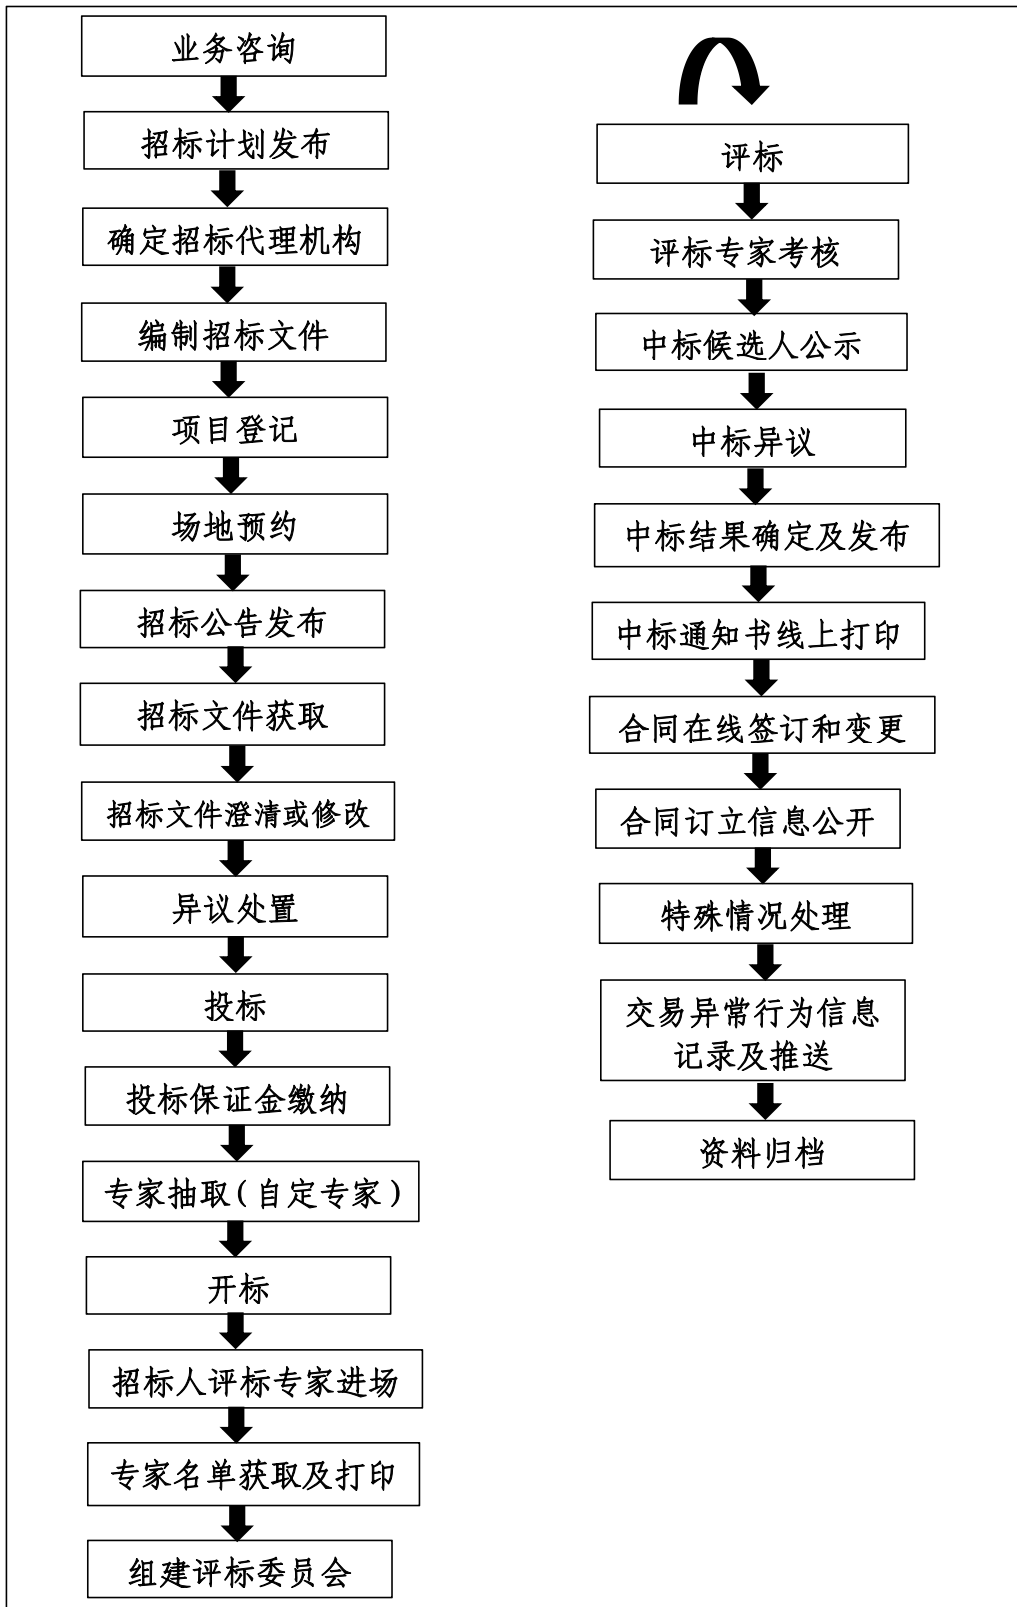 业务咨询
招标计划发布
确定招标代理机构
编制招标文件
项目登记
场地预约
招标公告发布
招标文件获取
招标文件澄清或修改
异议处置
投标
投标保证金缴纳
专家抽取(自定专家)
开标
招标人评标专家进场
专家名单获取及打印
组建评标委员会
评标
评标专家考核
中标候选人公示
中标异议
中标结果确定及发布
中标通知书线上打印
合同在线签订和变更
合同订立信息公开
特殊情况处理
交易异常行为信息
记录及推送
资料归档